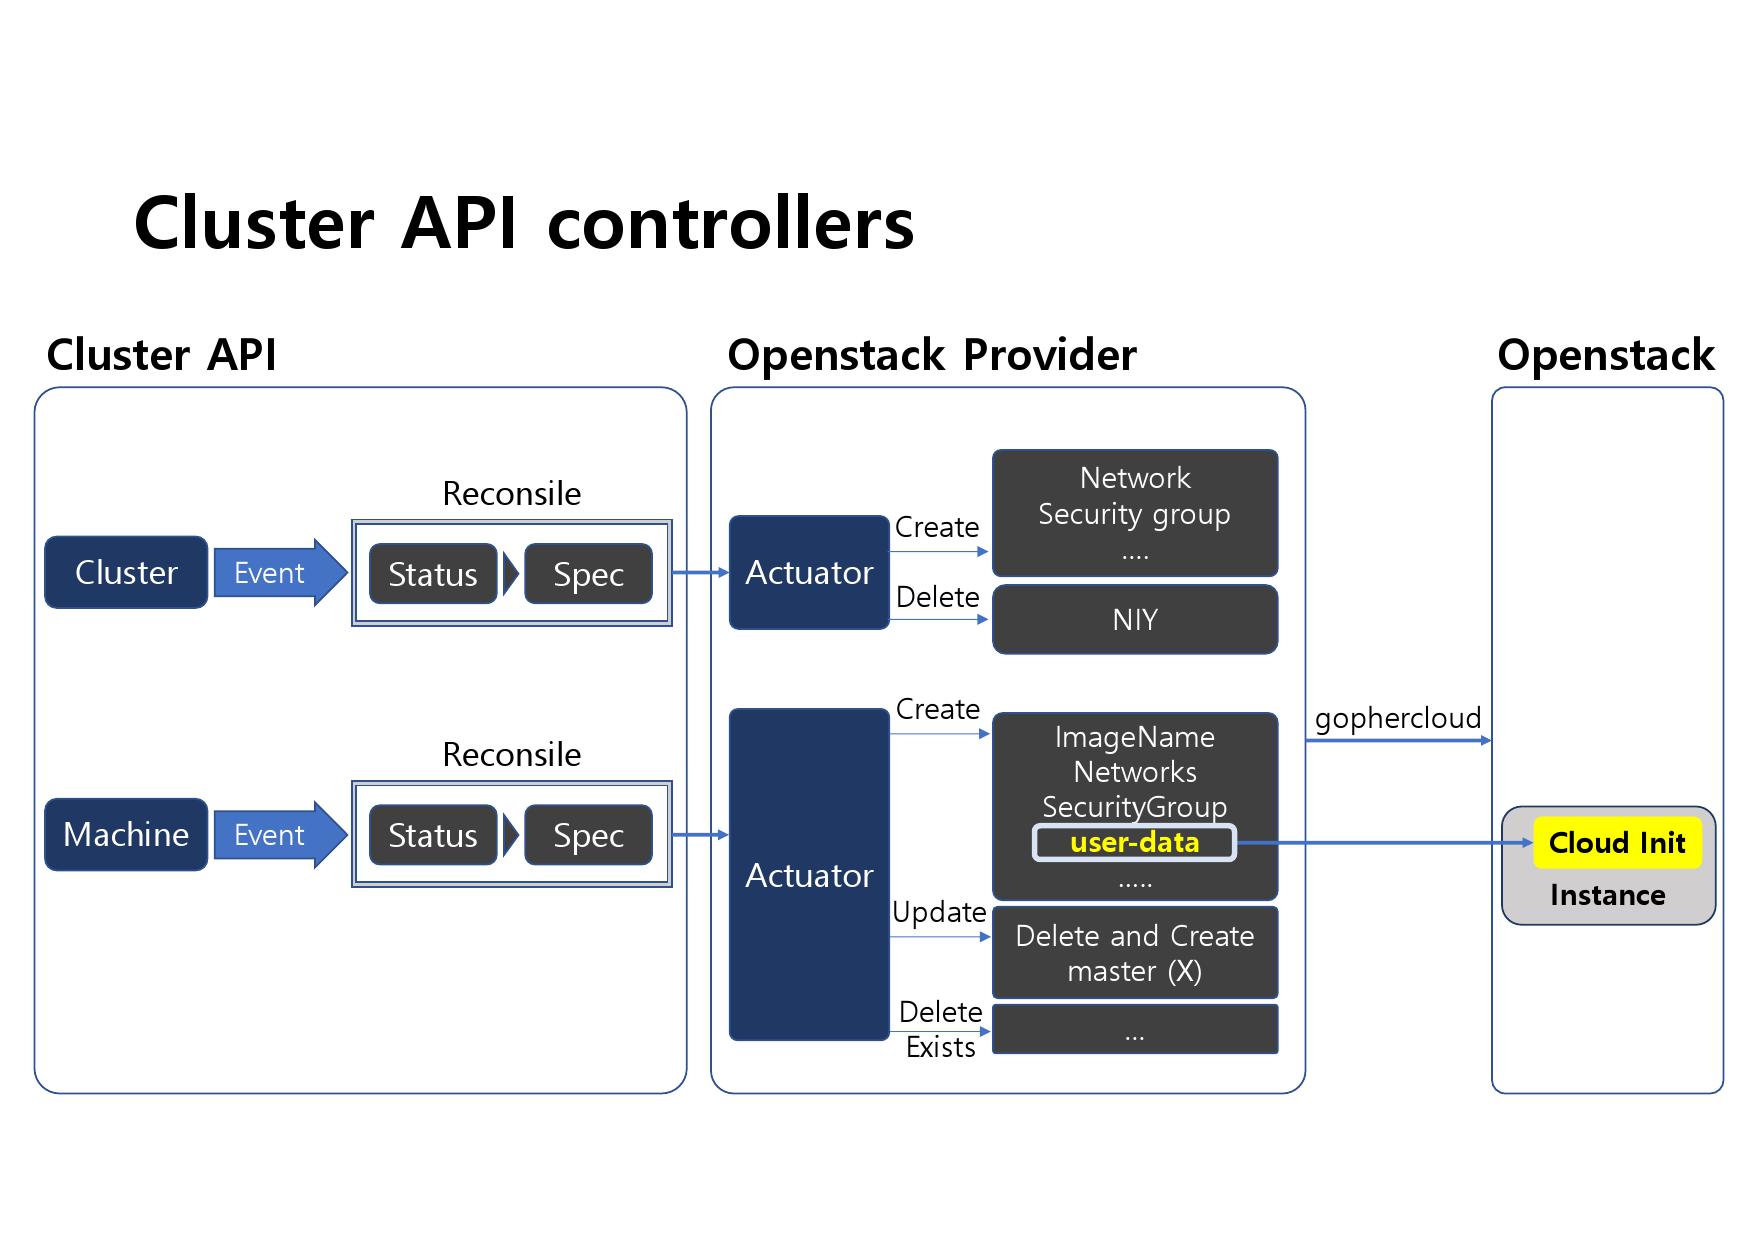 Cluster API controllers
Cluster API
Openstack Provider
Openstack
Reconsile
Cluster
Event
Status
Spec
Actuator
Create
Network
Security group
....
Delete
NIY
Reconsile
Machine
Event
Status
Spec
Actuator
Create
ImageName
Networks
SecurityGroup
user-data
.....
Update
Delete and Create
master (X)
Delete
Exists
...
gophercloud
Cloud Init
Instance